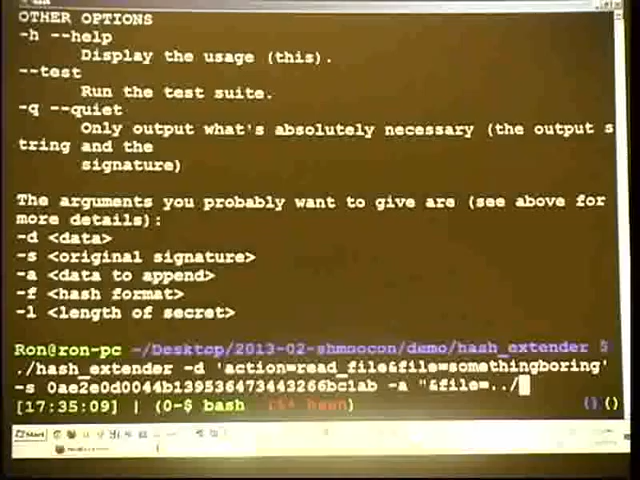 OTHER OPTIONS
-h --help
Display the usage (this).
--test
Run the test suite.
-q --quiet
Only output what's absolutely necessary (the output s
tring and the
signature)
The arguments you probably want to give are (see above for
more details):
-d <data>
-s <original signature>
-a <data to append>
-f <hash format>
-l <length of secret>
Ron@ron-pc ~/Desktop/2013-02-shmoocon/demo/hash_extender $
./hash_extender -d 'action=read_file&file=somethingboring'
-s 0ae2e0d0044b139536473443266bc1ab -a "&file=../
[17:35:09] | (0-$ bash (1*$ bash) () ()
Start